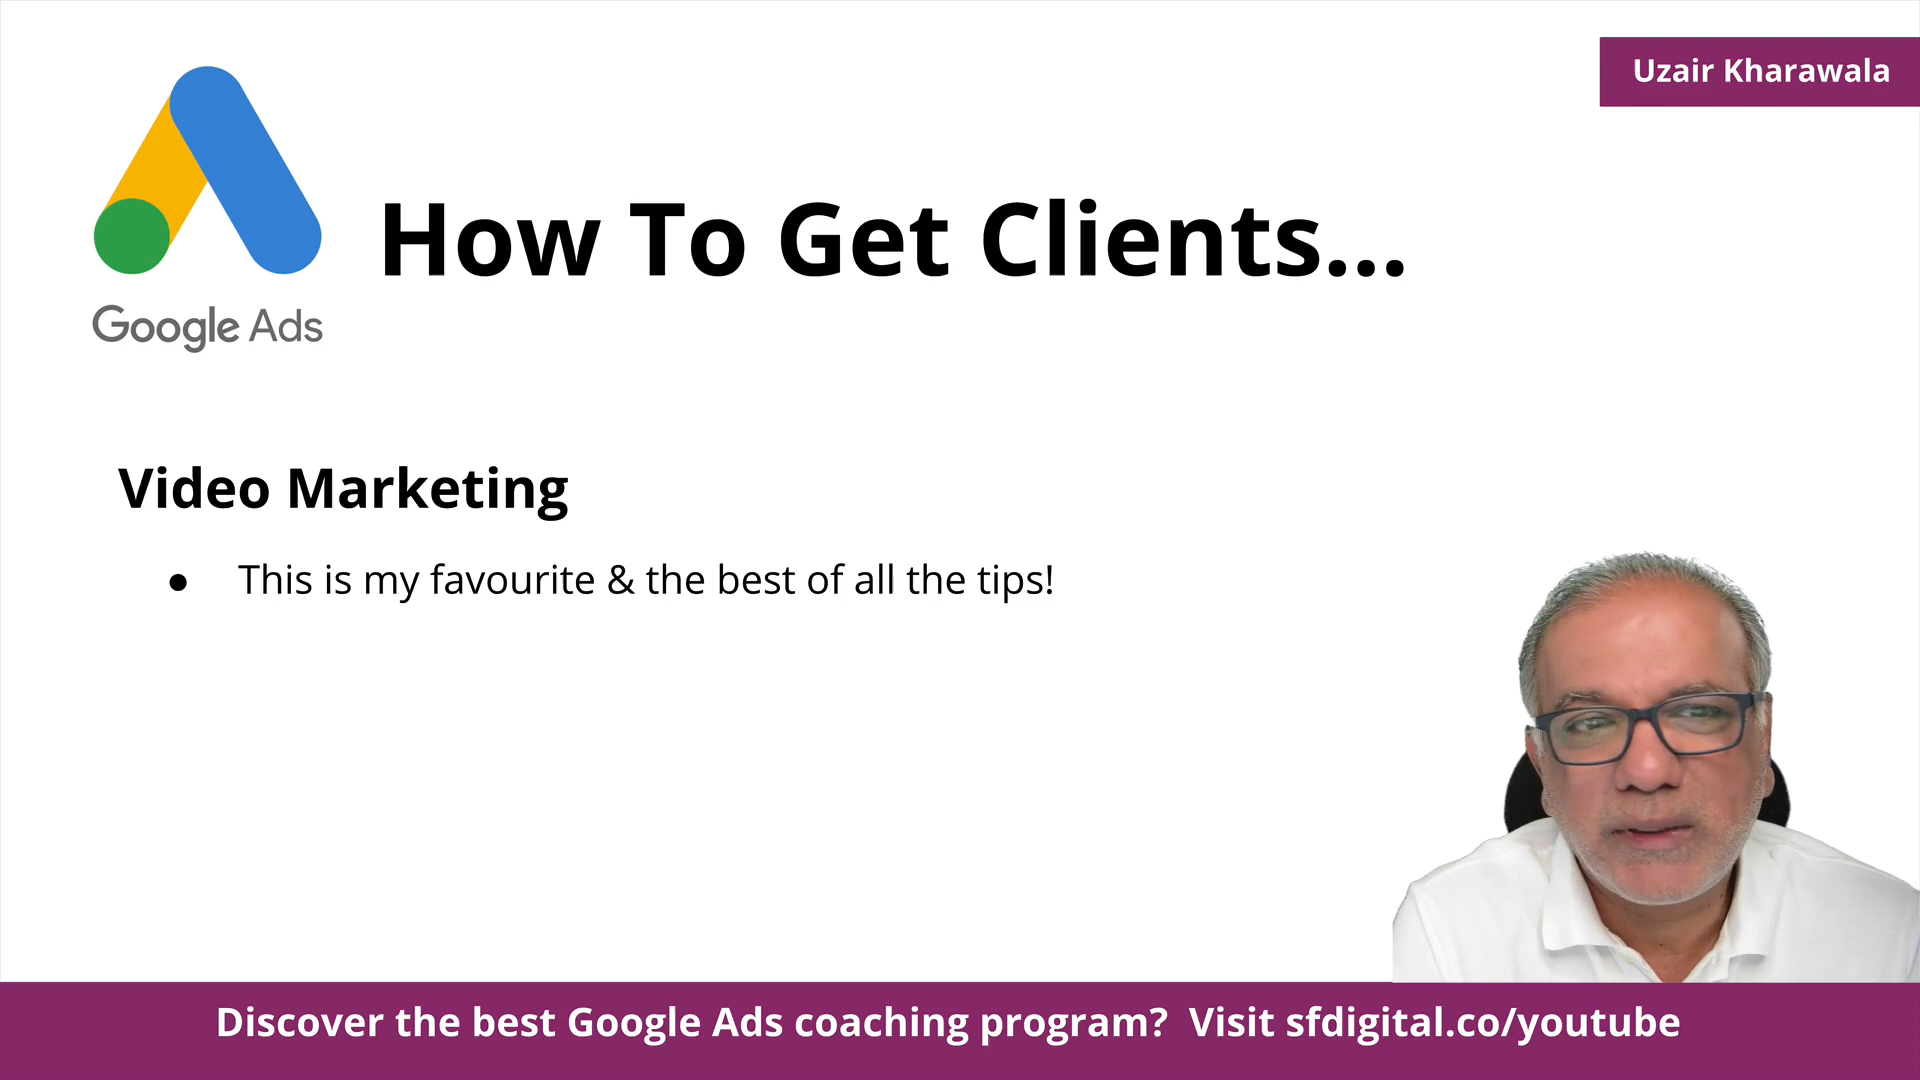 Uzair Kharawala
How To Get Clients...
Google Ads
Video Marketing
● This is my favourite & the best of all the tips!
Discover the best Google Ads coaching program? Visit sfdigital.co/youtube